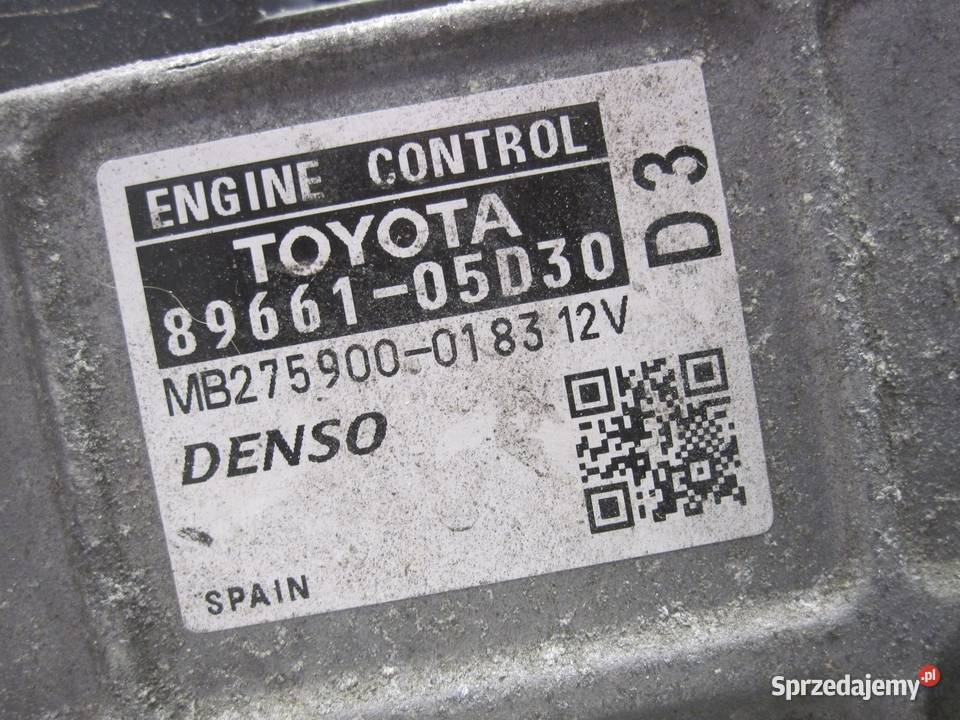 ENGINE CONTROL
TOYOTA
89661-05D30
MB275900-0183 12V
D3
DENSO
SPAIN
Sprzedajemy.pl